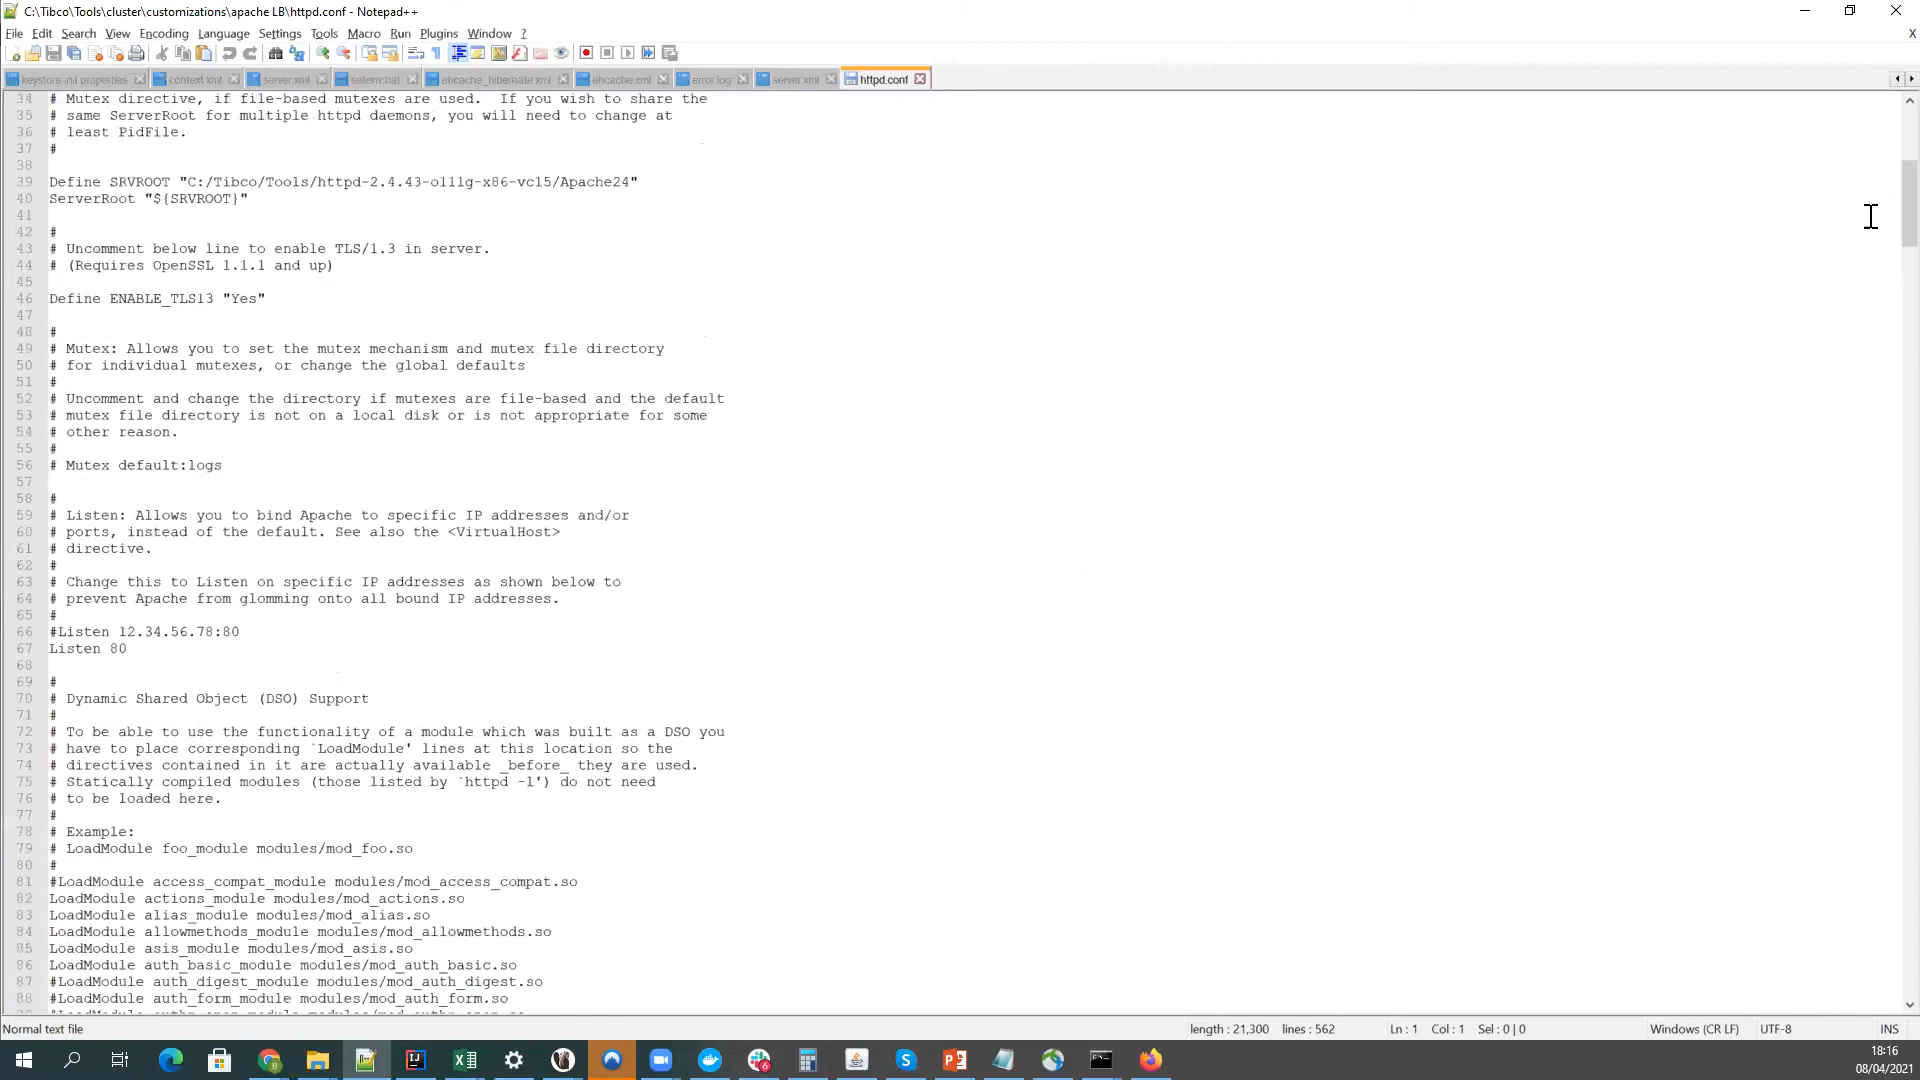 C:\Tibco\Tools\cluster\customizations\apache LB\httpd.conf - Notepad++
File Edit Search View Encoding Language Settings Tools Macro Run Plugins Window ?
X
context.xml server.xml ehcache_hibernate.xml ehcache.xml error.log server.xml httpd.conf
34 # Mutex directive, if file-based mutexes are used.  If you wish to share the
35 # same ServerRoot for multiple httpd daemons, you will need to change at
36 # least PidFile.
37 #
38
39 Define SRVROOT "C:/Tibco/Tools/httpd-2.4.43-o111g-x86-vc15/Apache24"
40 ServerRoot "${SRVROOT}"
41
42 #
43 # Uncomment below line to enable TLS/1.3 in server.
44 # (Requires OpenSSL 1.1.1 and up)
45
46 Define ENABLE_TLS13 "Yes"
47
48 #
49 # Mutex: Allows you to set the mutex mechanism and mutex file directory
50 # for individual mutexes, or change the global defaults
51 #
52 # Uncomment and change the directory if mutexes are file-based and the default
53 # mutex file directory is not on a local disk or is not appropriate for some
54 # other reason.
55 #
56 # Mutex default:logs
57
58 #
59 # Listen: Allows you to bind Apache to specific IP addresses and/or
60 # ports, instead of the default. See also the <VirtualHost>
61 # directive.
62 #
63 # Change this to Listen on specific IP addresses as shown below to
64 # prevent Apache from glomming onto all bound IP addresses.
65 #
66 #Listen 12.34.56.78:80
67 Listen 80
68
69 #
70 # Dynamic Shared Object (DSO) Support
71 #
72 # To be able to use the functionality of a module which was built as a DSO you
73 # have to place corresponding `LoadModule' lines at this location so the
74 # directives contained in it are actually available _before_ they are used.
75 # Statically compiled modules (those listed by `httpd -l') do not need
76 # to be loaded here.
77 #
78 # Example:
79 # LoadModule foo_module modules/mod_foo.so
80 #
81 #LoadModule access_compat_module modules/mod_access_compat.so
82 LoadModule actions_module modules/mod_actions.so
83 LoadModule alias_module modules/mod_alias.so
84 LoadModule allowmethods_module modules/mod_allowmethods.so
85 LoadModule asis_module modules/mod_asis.so
86 LoadModule auth_basic_module modules/mod_auth_basic.so
87 #LoadModule auth_digest_module modules/mod_auth_digest.so
88 #LoadModule auth_form_module modules/mod_auth_form.so
Normal text file length : 21,300 lines : 562 Ln : 1 Col : 1 Sel : 0 | 0 Windows (CR LF) UTF-8 INS
18:16
08/04/2021